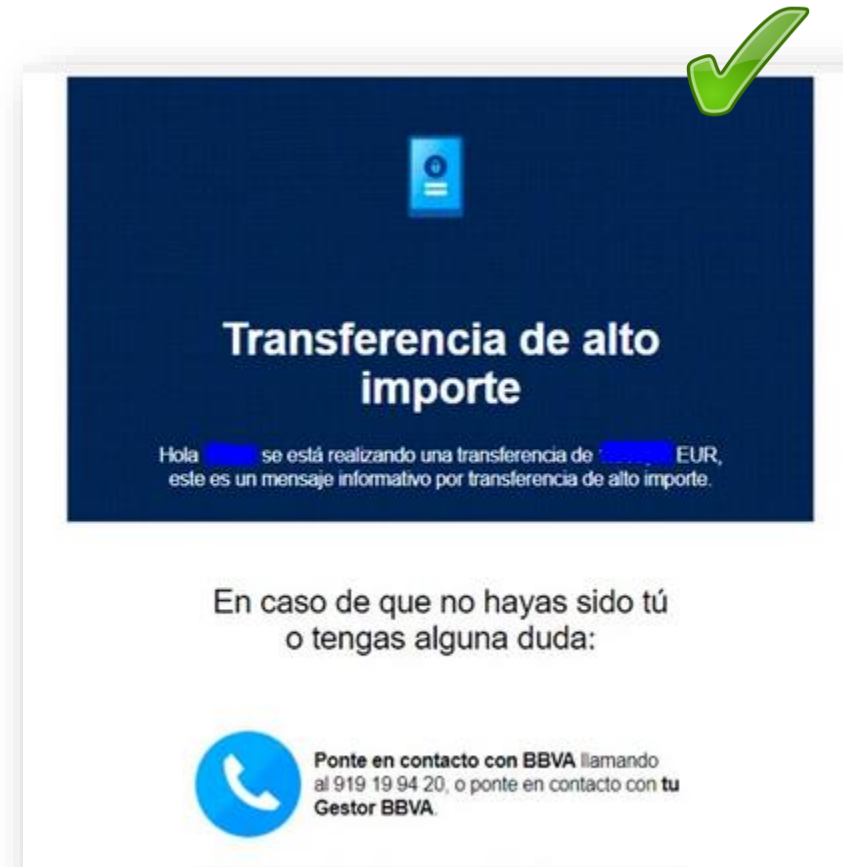 Transferencia de alto
importe
Hola se está realizando una transferencia de EUR,
este es un mensaje informativo por transferencia de alto importe.
En caso de que no hayas sido tú
o tengas alguna duda:
Ponte en contacto con BBVA llamando
al 919 19 94 20, o ponte en contacto con tu
Gestor BBVA.